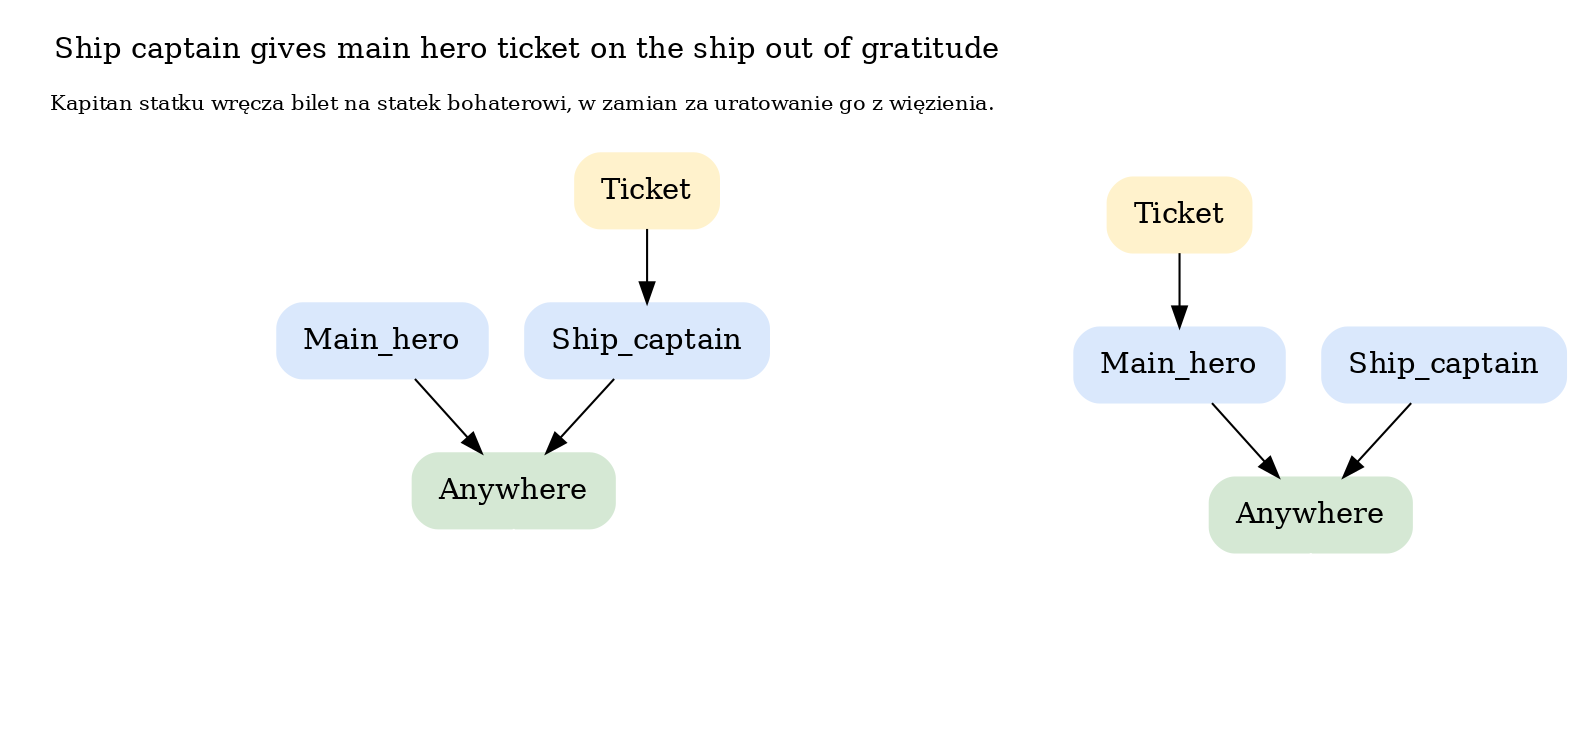 Ship captain gives main hero ticket on the ship out of gratitude
Kapitan statku wręcza bilet na statek bohaterowi, w zamian za uratowanie go z więzienia.
Ticket
Main_hero
Ship_captain
Anywhere
Ticket
Main_hero
Ship_captain
Anywhere